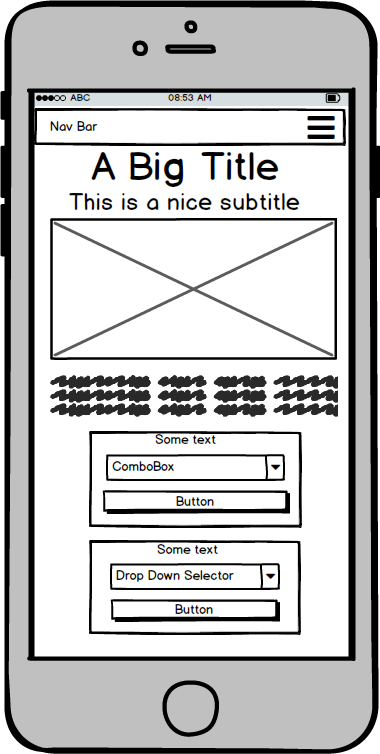 ABC 08:53 AM
Nav Bar
A Big Title
This is a nice subtitle
Some text
ComboBox
Button
Some text
Drop Down Selector
Button